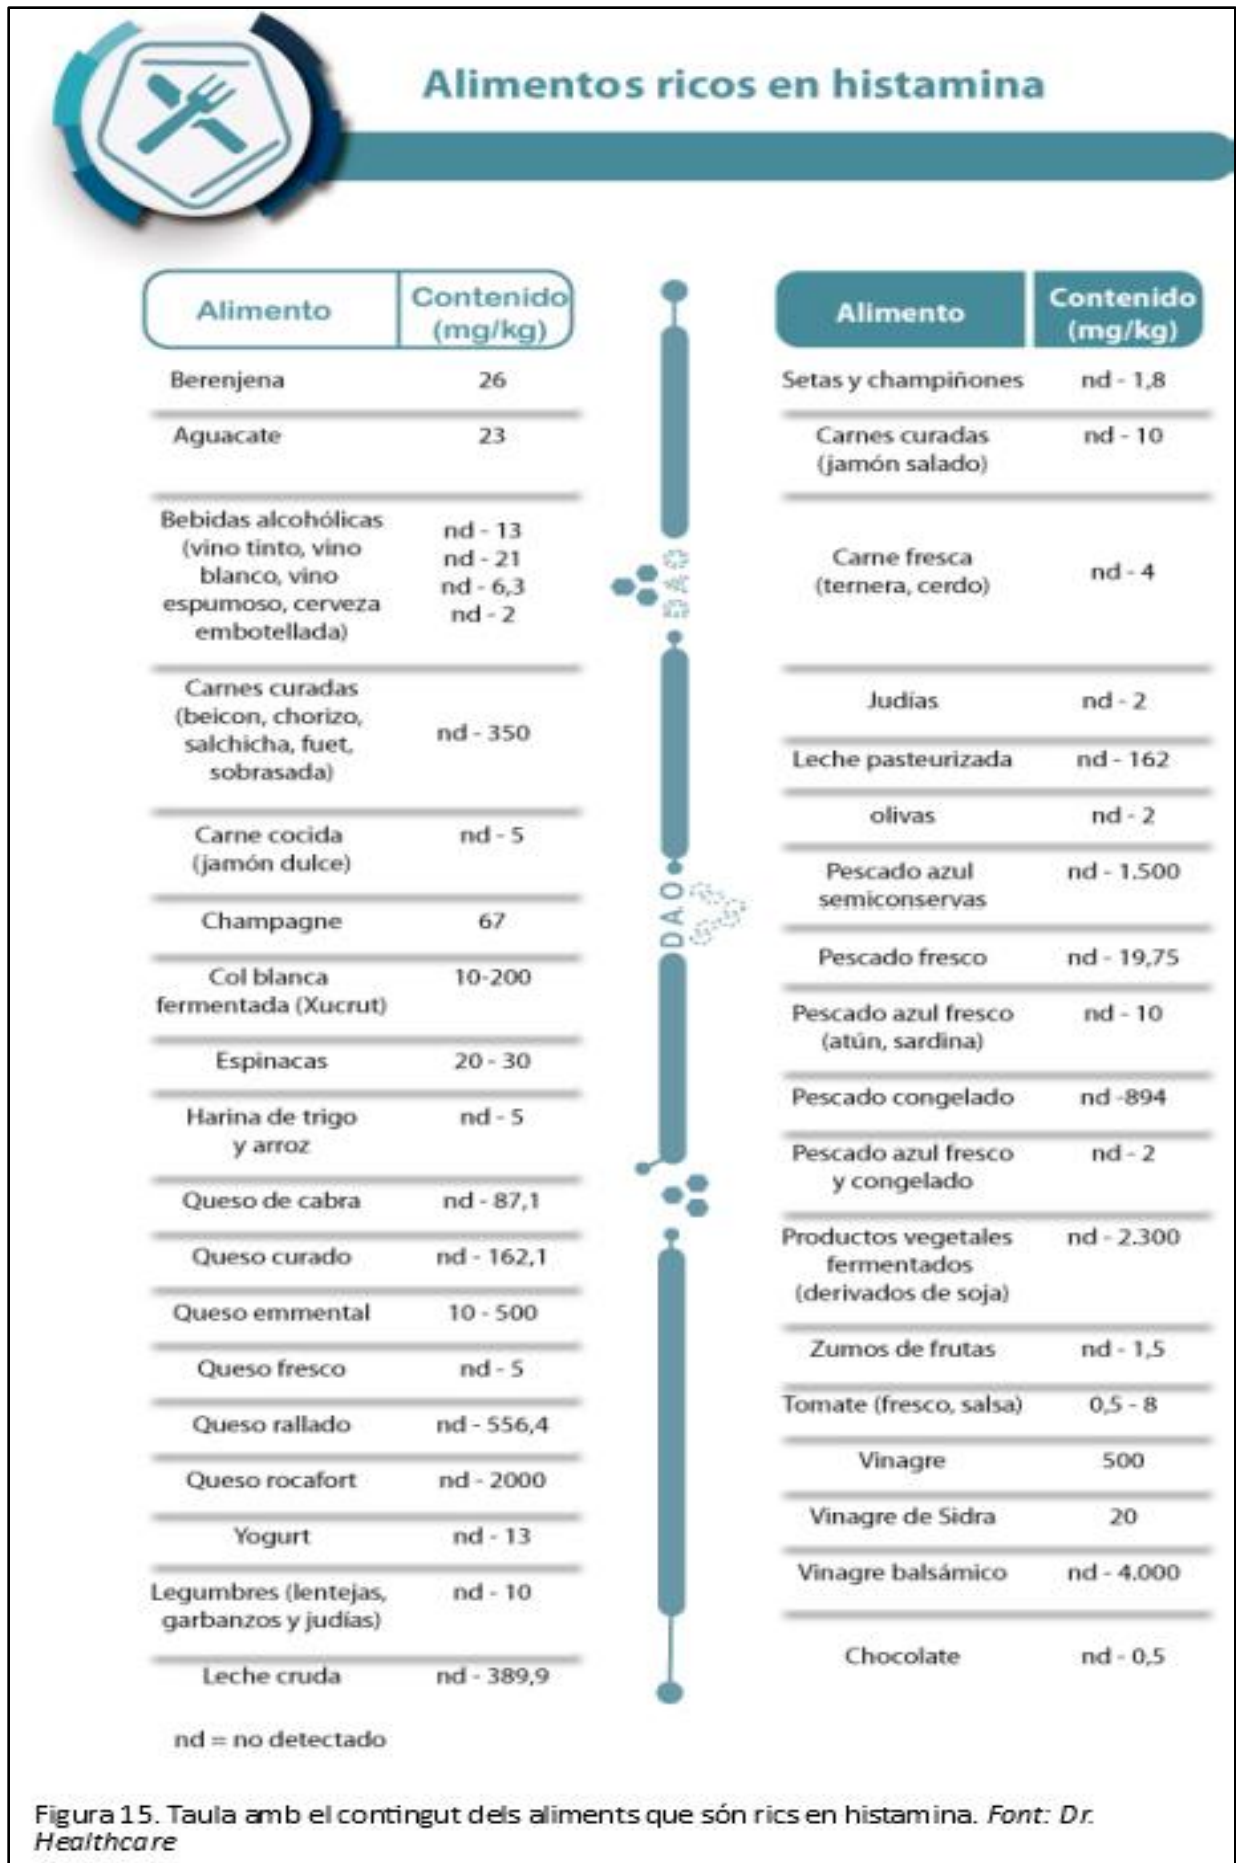 Alimentos ricos en histamina
Alimento
Contenido
(mg/kg)
Berenjena 26
Aguacate 23
Bebidas alcohólicas
(vino tinto, vino
blanco, vino
espumoso, cerveza
embotellada)
nd - 13
nd - 21
nd - 6,3
nd - 2
Carnes curadas
(beicon, chorizo,
salchicha, fuet,
sobrasada)
nd - 350
Carne cocida nd - 5
(jamón dulce)
Champagne 67
Col blanca 10-200
fermentada (Xucrut)
Espinacas 20 - 30
Harina de trigo nd - 5
y arroz
Queso de cabra nd - 87,1
Queso curado nd - 162,1
Queso emmental 10 - 500
Queso fresco nd - 5
Queso rallado nd - 556,4
Queso rocafort nd - 2000
Yogurt nd - 13
Legumbres (lentejas, nd - 10
garbanzos y judías)
Leche cruda nd - 389,9
nd = no detectado
DAO
DAO
Alimento
Contenido
(mg/kg)
Setas y champiñones nd - 1,8
Carnes curadas nd - 10
(jamón salado)
Carne fresca
(ternera, cerdo)
nd - 4
Judías nd - 2
Leche pasteurizada nd - 162
olivas nd - 2
Pescado azul nd - 1.500
semiconservas
Pescado fresco nd - 19,75
Pescado azul fresco nd - 10
(atún, sardina)
Pescado congelado nd -894
Pescado azul fresco nd - 2
y congelado
Productos vegetales nd - 2.300
fermentados
(derivados de soja)
Zumos de frutas nd - 1,5
Tomate (fresco, salsa) 0,5 - 8
Vinagre 500
Vinagre de Sidra 20
Vinagre balsámico nd - 4.000
Chocolate nd - 0,5
Figura 15. Taula amb el contingut dels aliments que són rics en histamina. Font: Dr.
Healthcare